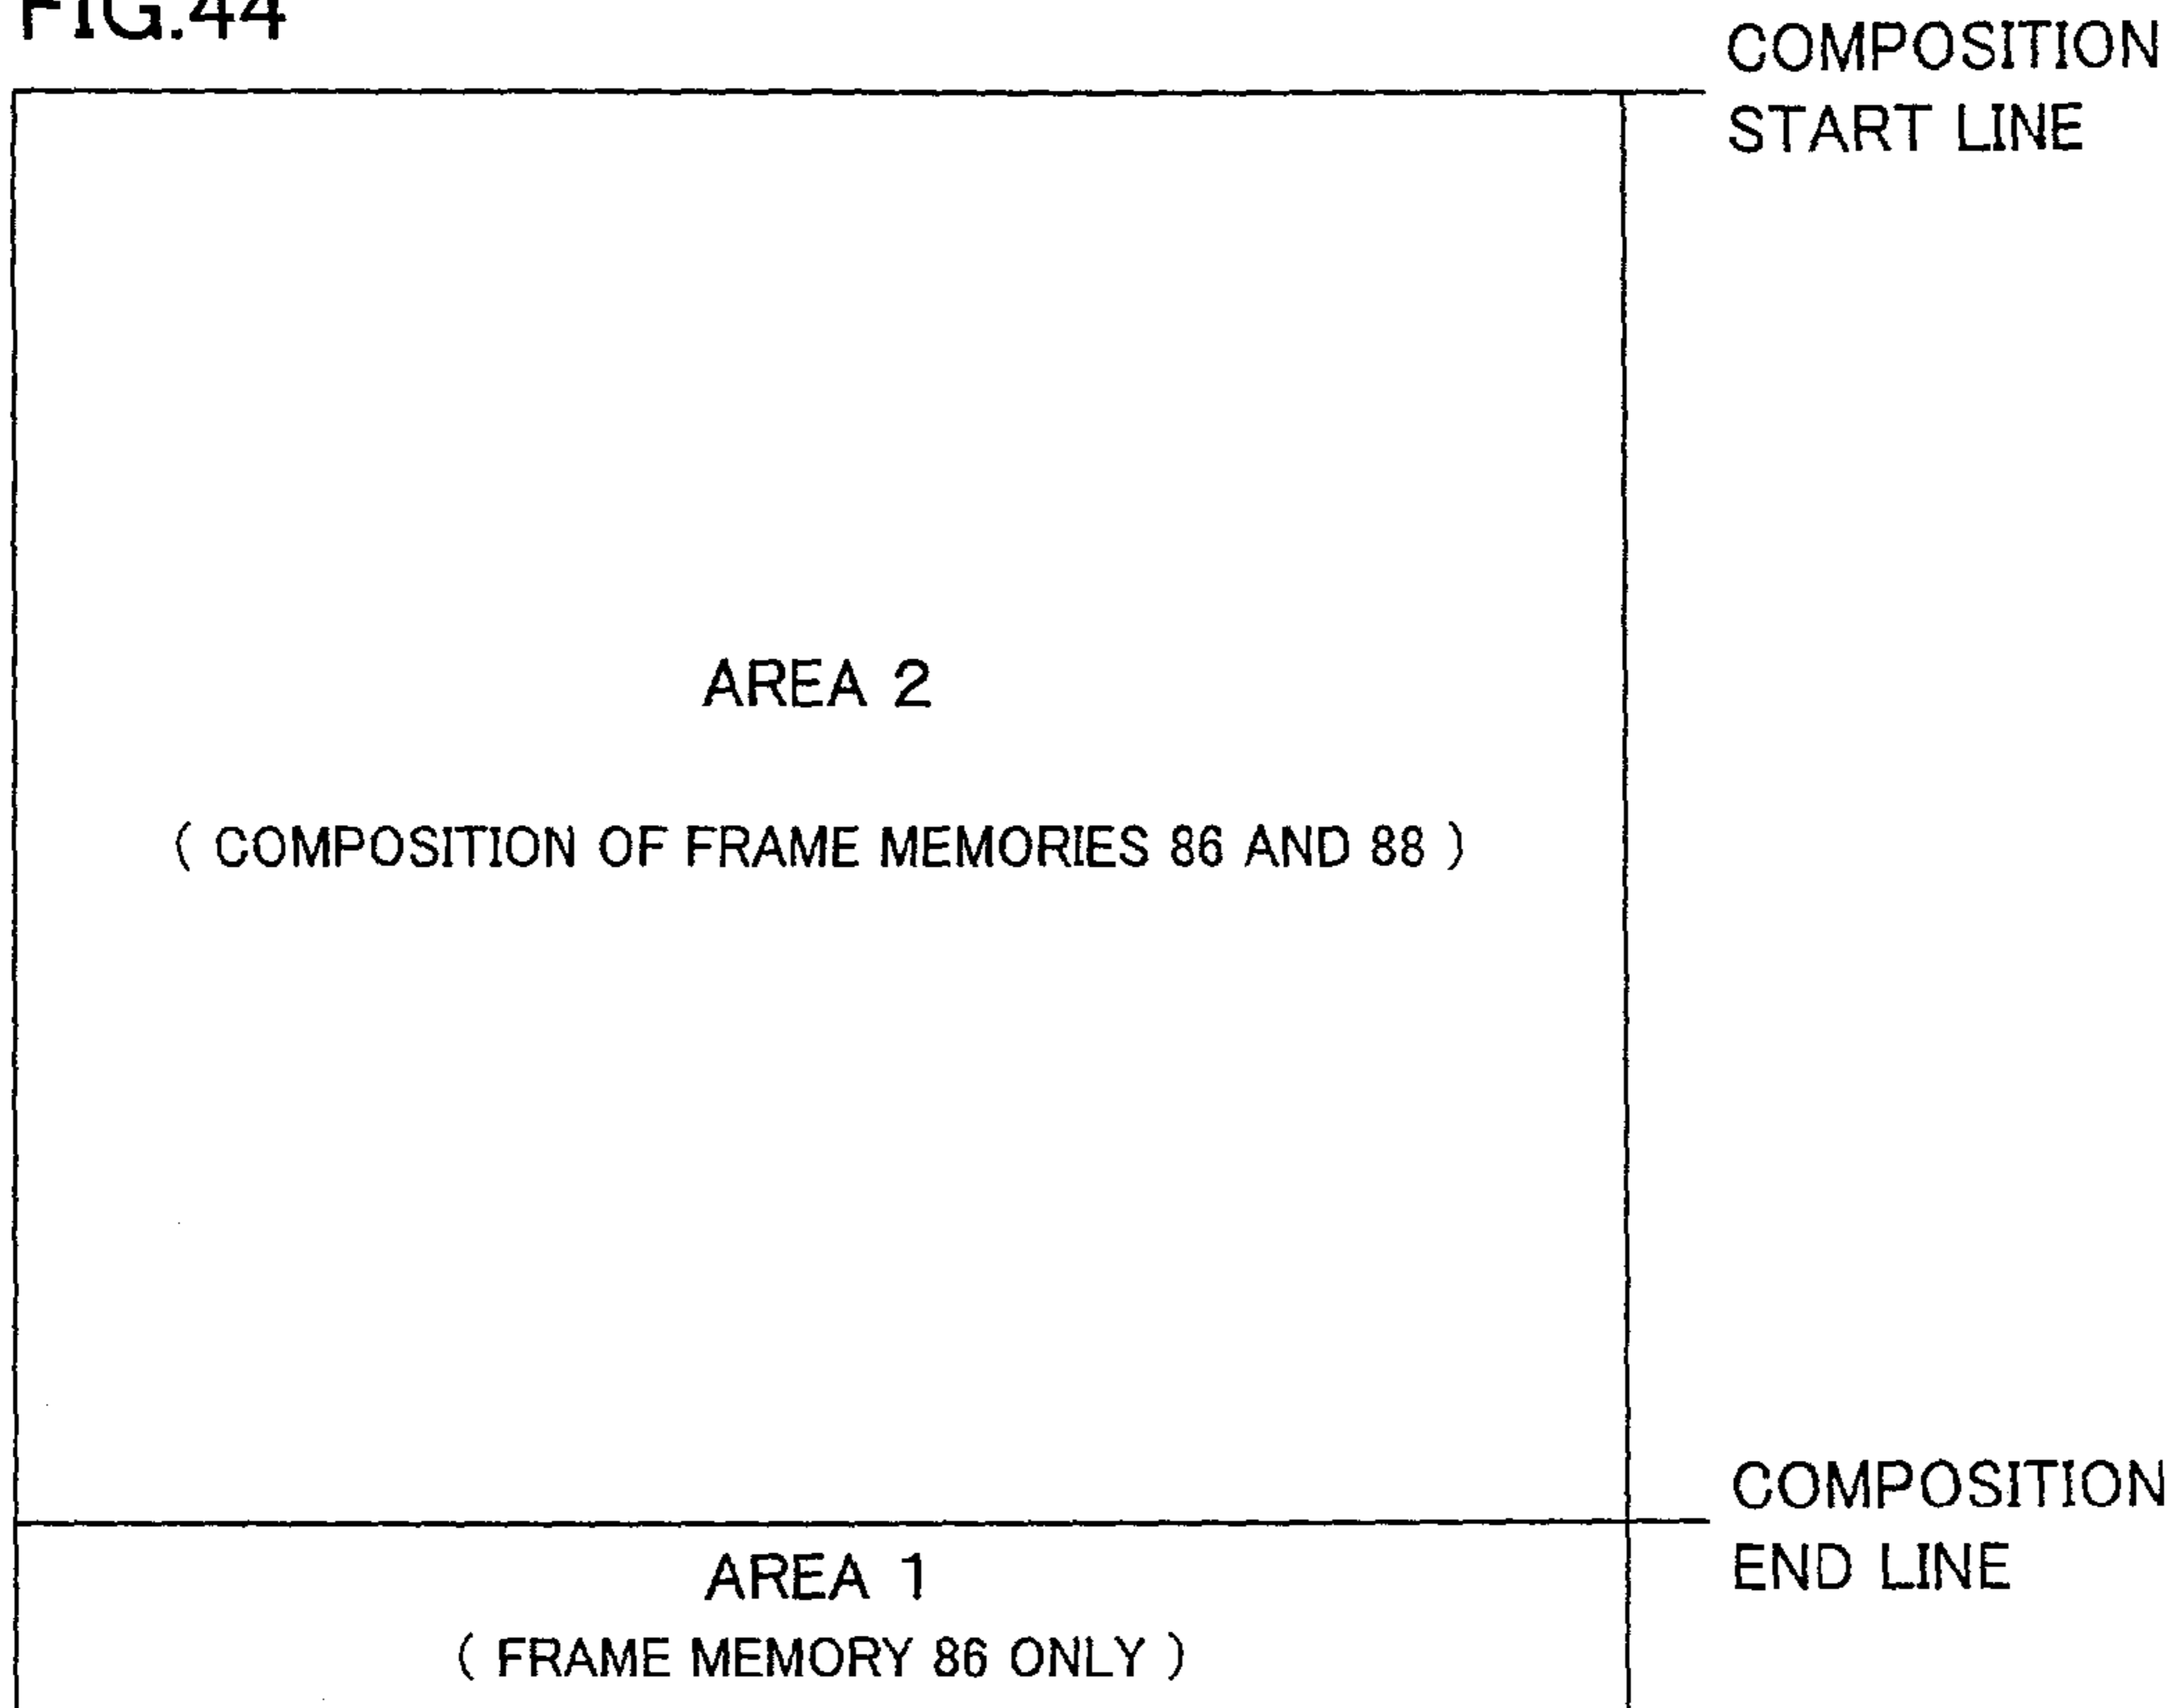 FIG.44
COMPOSITION
START LINE
AREA 2
( COMPOSITION OF FRAME MEMORIES 86 AND 88 )
COMPOSITION
END LINE
AREA 1
( FRAME MEMORY 86 ONLY )